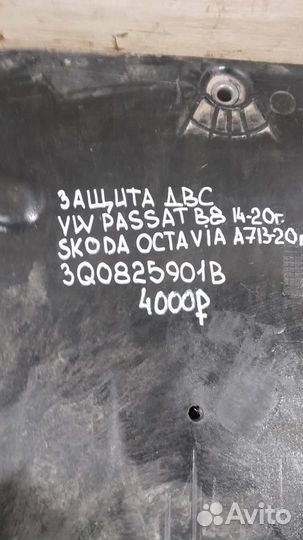 ЗАЩИТА ДВС
VW PASSAT B8 14-20г.
SKODA OCTAVIA A7 13-20г
3Q0825901B
4000₽
Avito